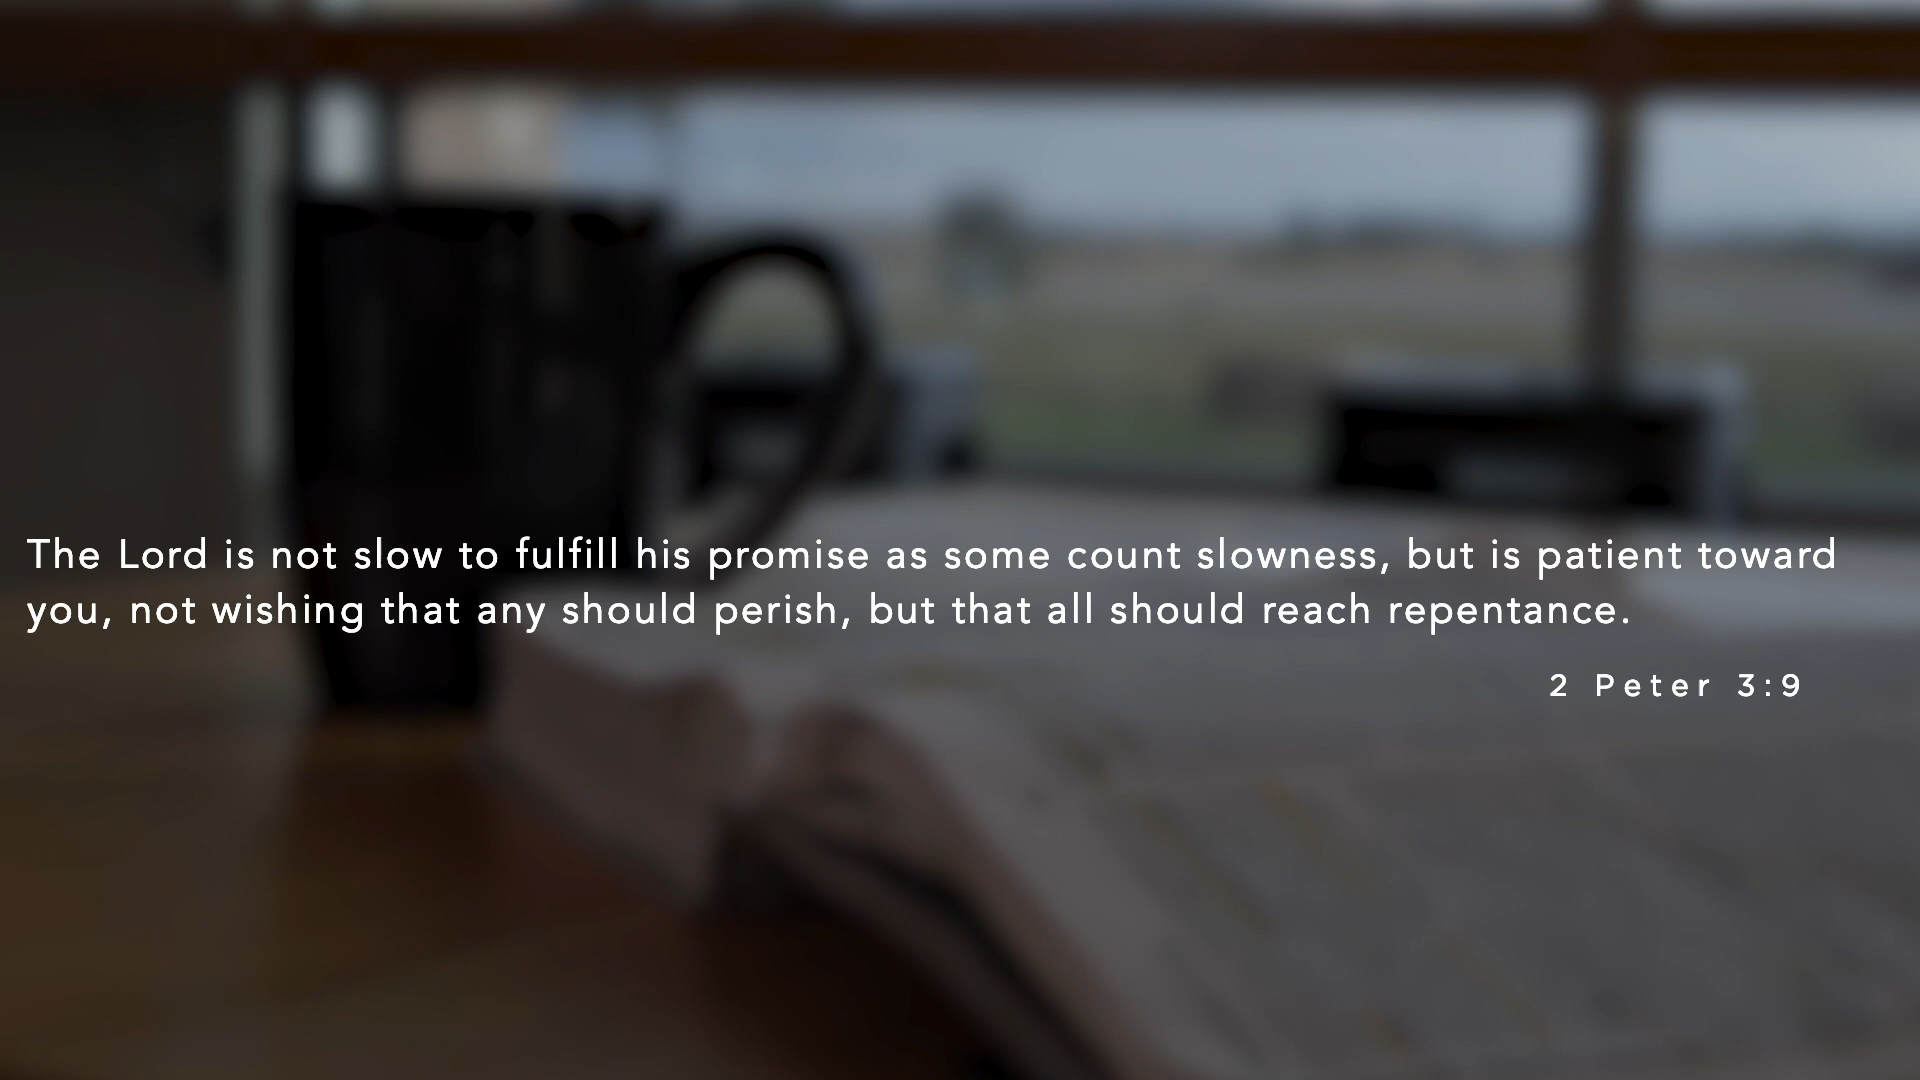 The Lord is not slow to fulfill his promise as some count slowness, but is patient toward
you, not wishing that any should perish, but that all should reach repentance.
2 Peter 3:9